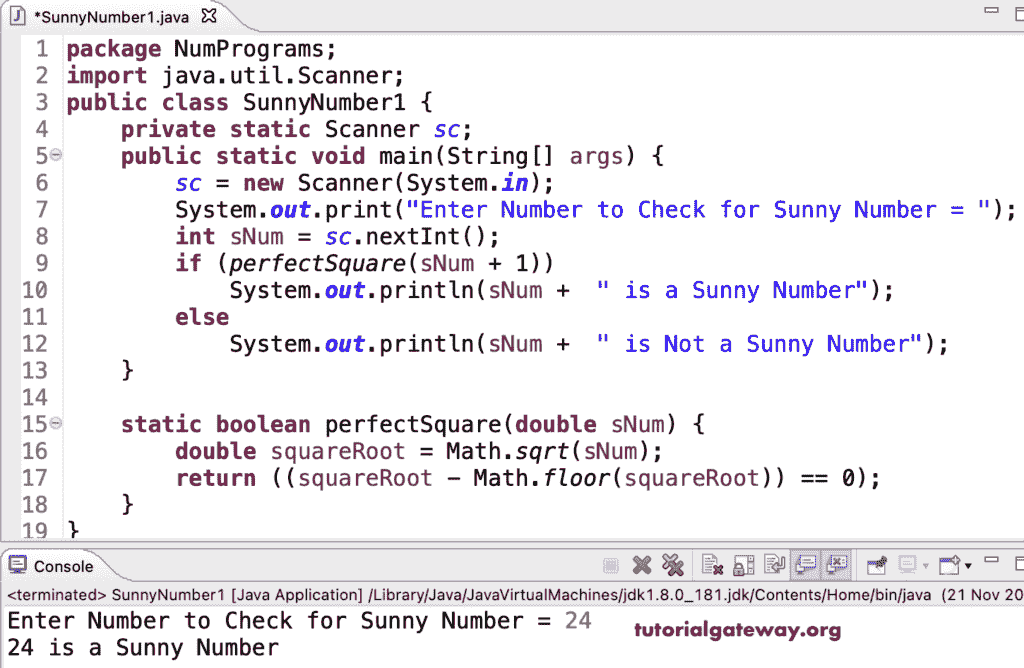 *SunnyNumber1.java
1 package NumPrograms;
2 import java.util.Scanner;
3 public class SunnyNumber1 {
4     private static Scanner sc;
5     public static void main(String[] args) {
6         sc = new Scanner(System.in);
7         System.out.print("Enter Number to Check for Sunny Number = ");
8         int sNum = sc.nextInt();
9         if (perfectSquare(sNum + 1))
10             System.out.println(sNum +  " is a Sunny Number");
11         else
12             System.out.println(sNum +  " is Not a Sunny Number");
13     }
14
15     static boolean perfectSquare(double sNum) {
16         double squareRoot = Math.sqrt(sNum);
17         return ((squareRoot – Math.floor(squareRoot)) == 0);
18     }
19 }
Console
<terminated> SunnyNumber1 [Java Application] /Library/Java/JavaVirtualMachines/jdk1.8.0_181.jdk/Contents/Home/bin/java (21 Nov 20
Enter Number to Check for Sunny Number = 24
24 is a Sunny Number
tutorialgateway.org